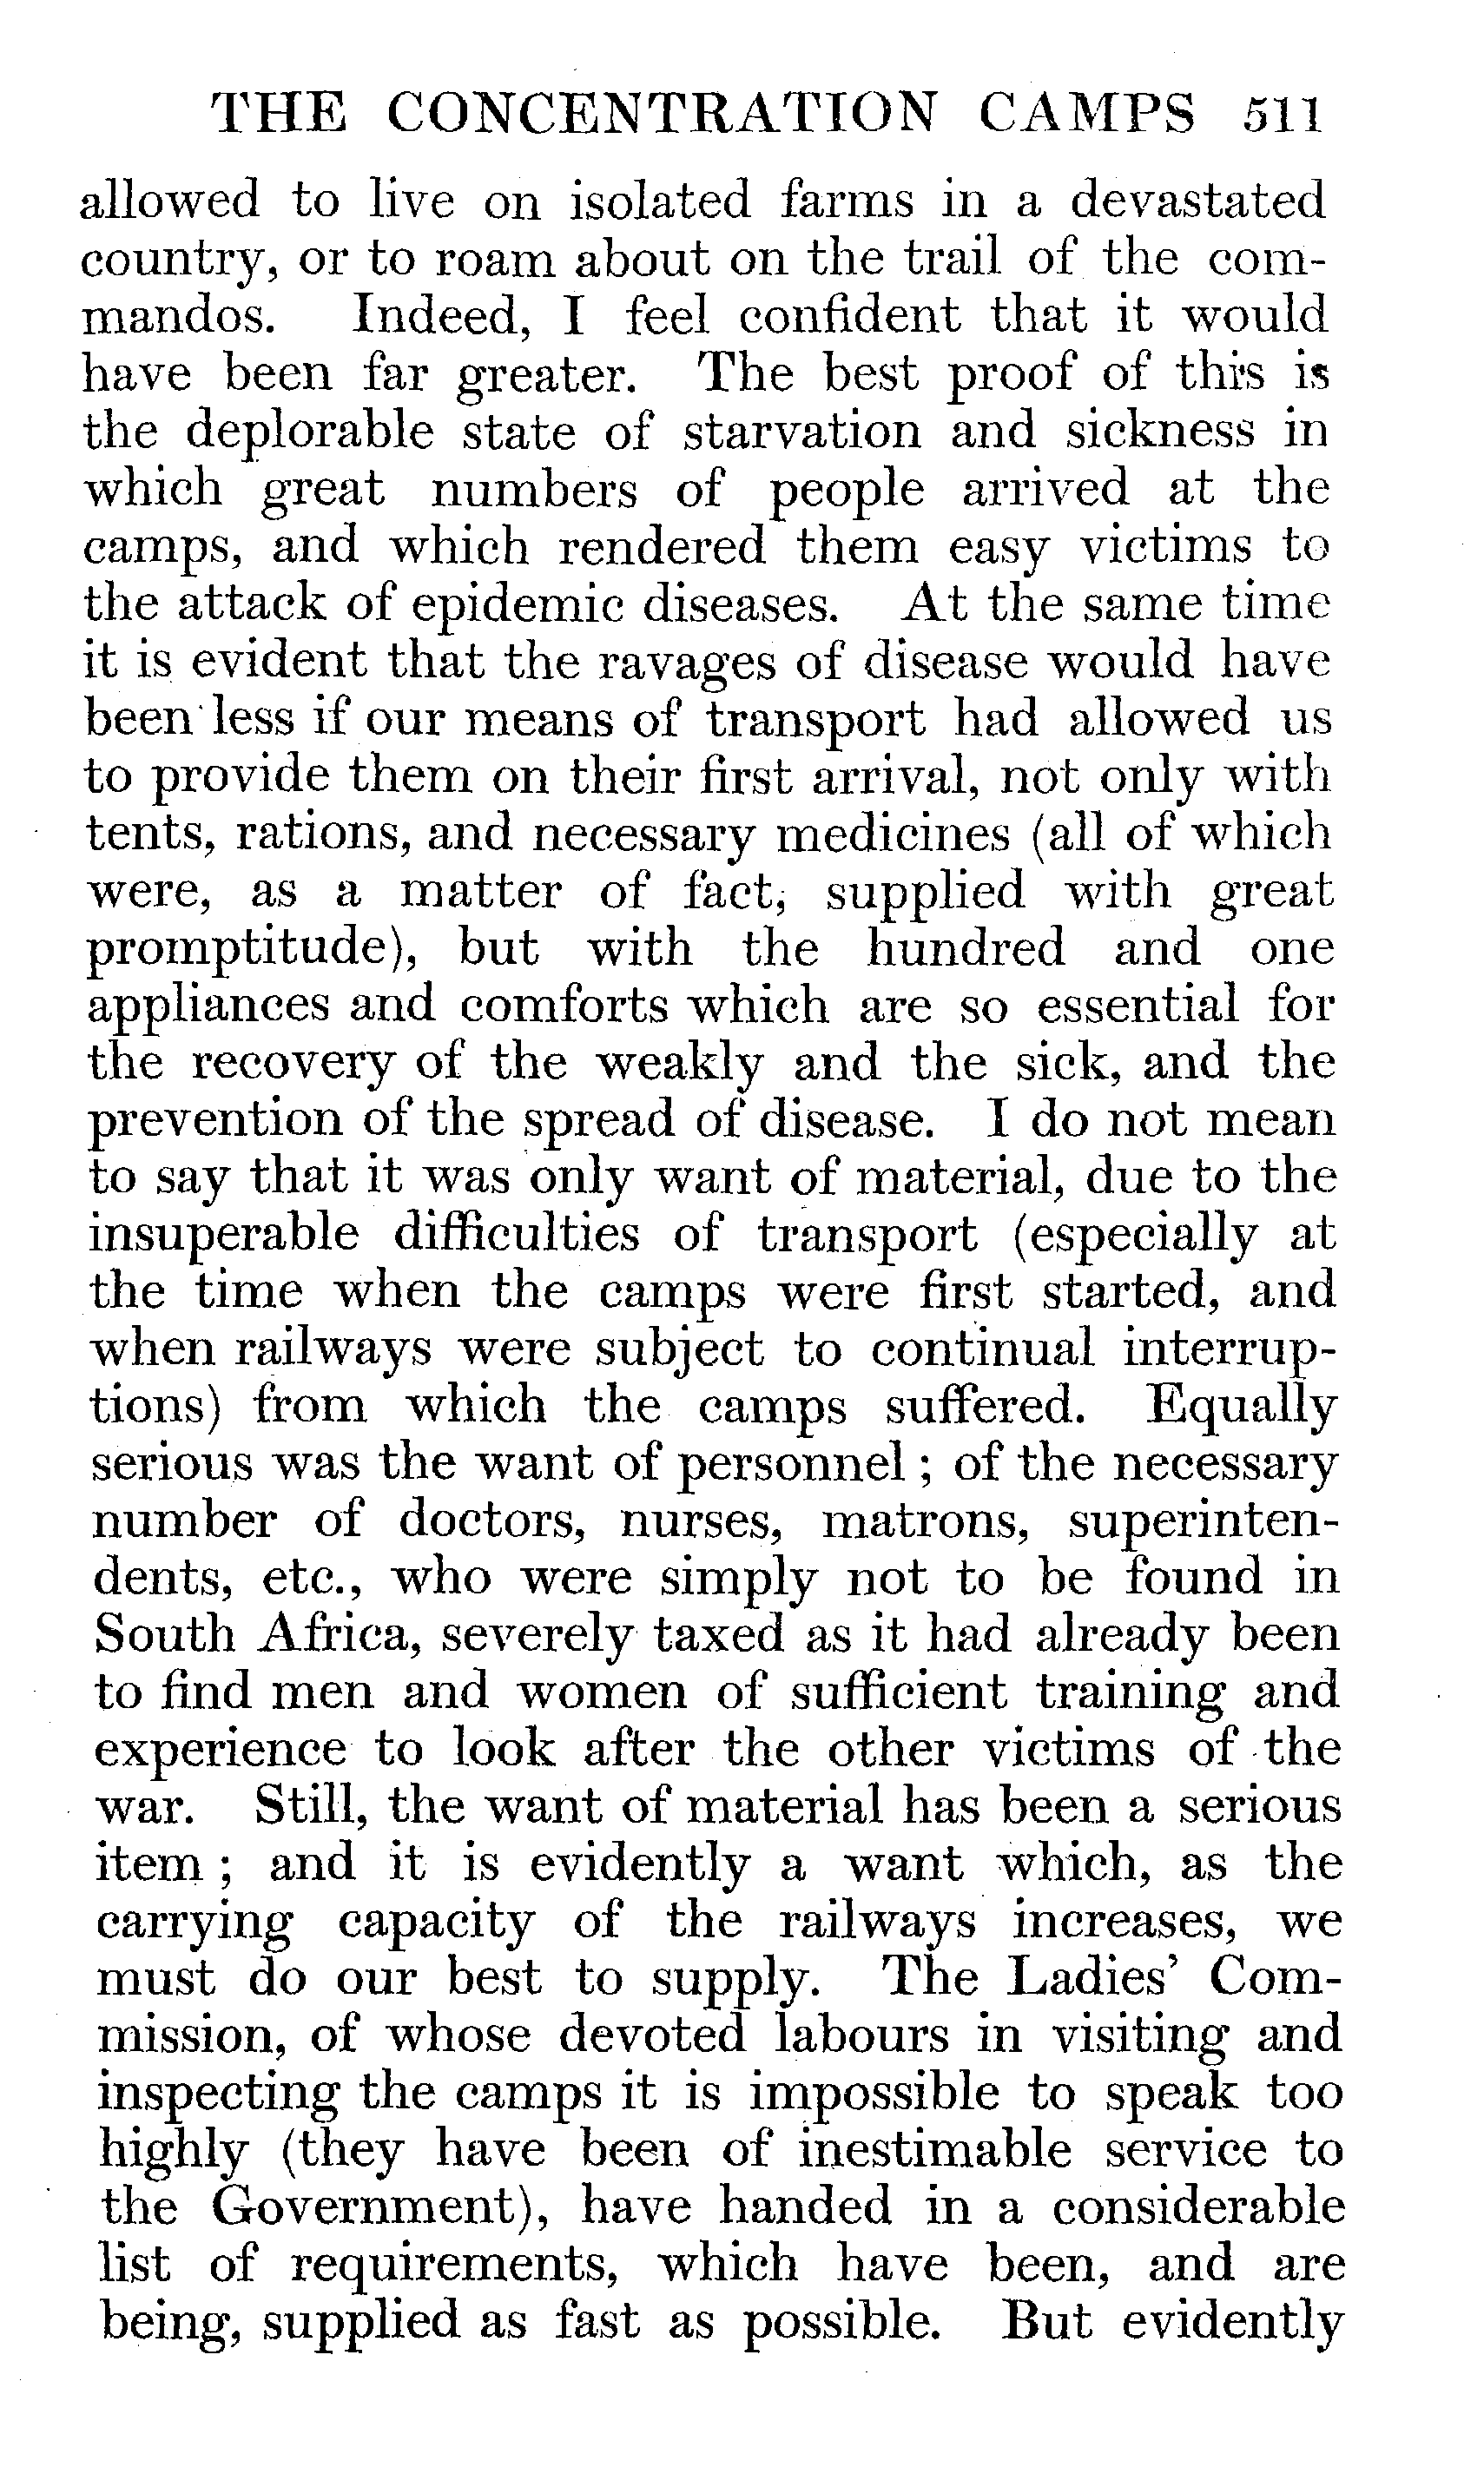 THE CONCENTRATION CAMPS 511
allowed to live on isolated farms in a devastated
country, or to roam about on the trail of the com-
mandos. Indeed, I feel confident that it would
have been far greater. The best proof of this is
the deplorable state of starvation and sickness in
which great numbers of people arrived at the
camps, and which rendered them easy victims to
the attack of epidemic diseases. At the same time
it is evident that the ravages of disease would have
been less if our means of transport had allowed us
to provide them on their first arrival, not only with
tents, rations, and necessary medicines (all of which
were, as a matter of fact, supplied with great
promptitude), but with the hundred and one
appliances and comforts which are so essential for
the recovery of the weakly and the sick, and the
prevention of the spread of disease. I do not mean
to say that it was only want of material, due to the
insuperable difficulties of transport (especially at
the time when the camps were first started, and
when railways were subject to continual interrup-
tions) from which the camps suffered. Equally
serious was the want of personnel ; of the necessary
number of doctors, nurses, matrons, superinten-
dents, etc., who were simply not to be found in
South Africa, severely taxed as it had already been
to find men and women of sufficient training and
experience to look after the other victims of the
war. Still, the want of material has been a serious
item ; and it is evidently a want which, as the
carrying capacity of the railways increases, we
must do our best to supply. The Ladies' Com-
mission, of whose devoted labours in visiting and
inspecting the camps it is impossible to speak too
highly (they have been of inestimable service to
the Government), have handed in a considerable
list of requirements, which have been, and are
being, supplied as fast as possible. But evidently